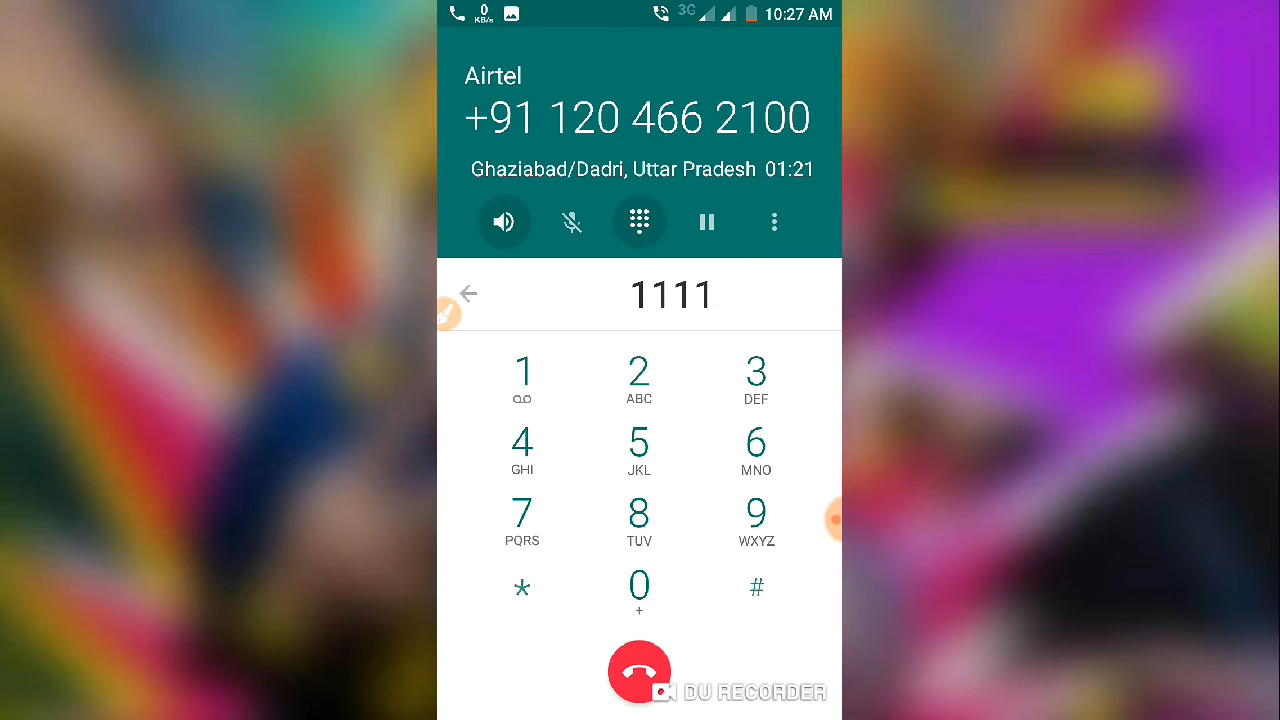 0
KB/s
3G
10:27 AM
Airtel
+91 120 466 2100
Ghaziabad/Dadri, Uttar Pradesh 01:21
1111
1 2 3
ABC DEF
4 5 6
GHI JKL MNO
7 8 9
PQRS TUV WXYZ
* 0 #
+
DU RECORDER